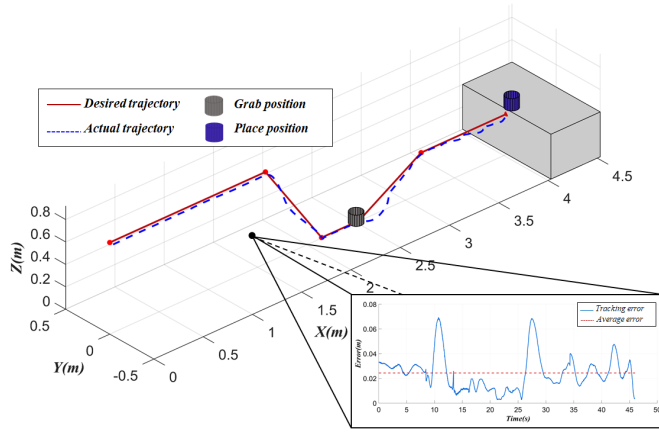 Desired trajectory
Grab position
Actual trajectory
Place position
0.8
0.6
0.4
0.2
0
Z(m)
0.5
0
-0.5
Y(m)
0
0.5
1
1.5
2
2.5
3
3.5
4
4.5
X(m)
0.08
0.06
0.04
0.02
0
Error(m)
Tracking error
Average error
0 5 10 15 20 25 30 35 40 45 50
Time(s)